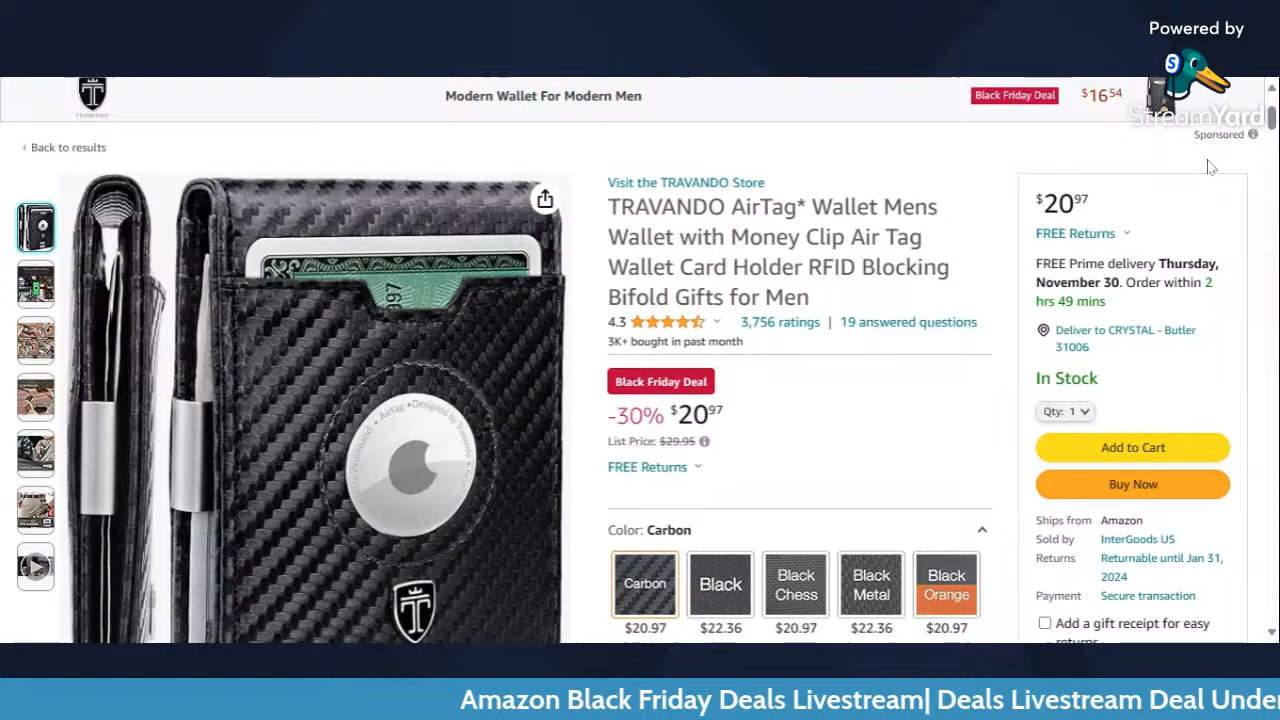 Powered by
S
StreamYard
TRAVANDO
Modern Wallet For Modern Men
Black Friday Deal
$16 54
Sponsored
‹ Back to results
Visit the TRAVANDO Store
TRAVANDO AirTag* Wallet Mens
Wallet with Money Clip Air Tag
Wallet Card Holder RFID Blocking
Bifold Gifts for Men
4.3
3,756 ratings | 19 answered questions
3K+ bought in past month
Black Friday Deal
-30% $20 97
List Price: $29.95
FREE Returns
Color: Carbon
Carbon
Black
Black
Chess
Black
Metal
Black
Orange
$20.97
$22.36
$20.97
$22.36
$20.97
$20 97
FREE Returns
FREE Prime delivery Thursday,
November 30. Order within 2
hrs 49 mins
Deliver to CRYSTAL - Butler
31006
In Stock
Qty: 1
Add to Cart
Buy Now
Ships from Amazon
Sold by InterGoods US
Returns Returnable until Jan 31,
2024
Payment Secure transaction
Add a gift receipt for easy
returns
Amazon Black Friday Deals Livestream| Deals Livestream Deal Unde